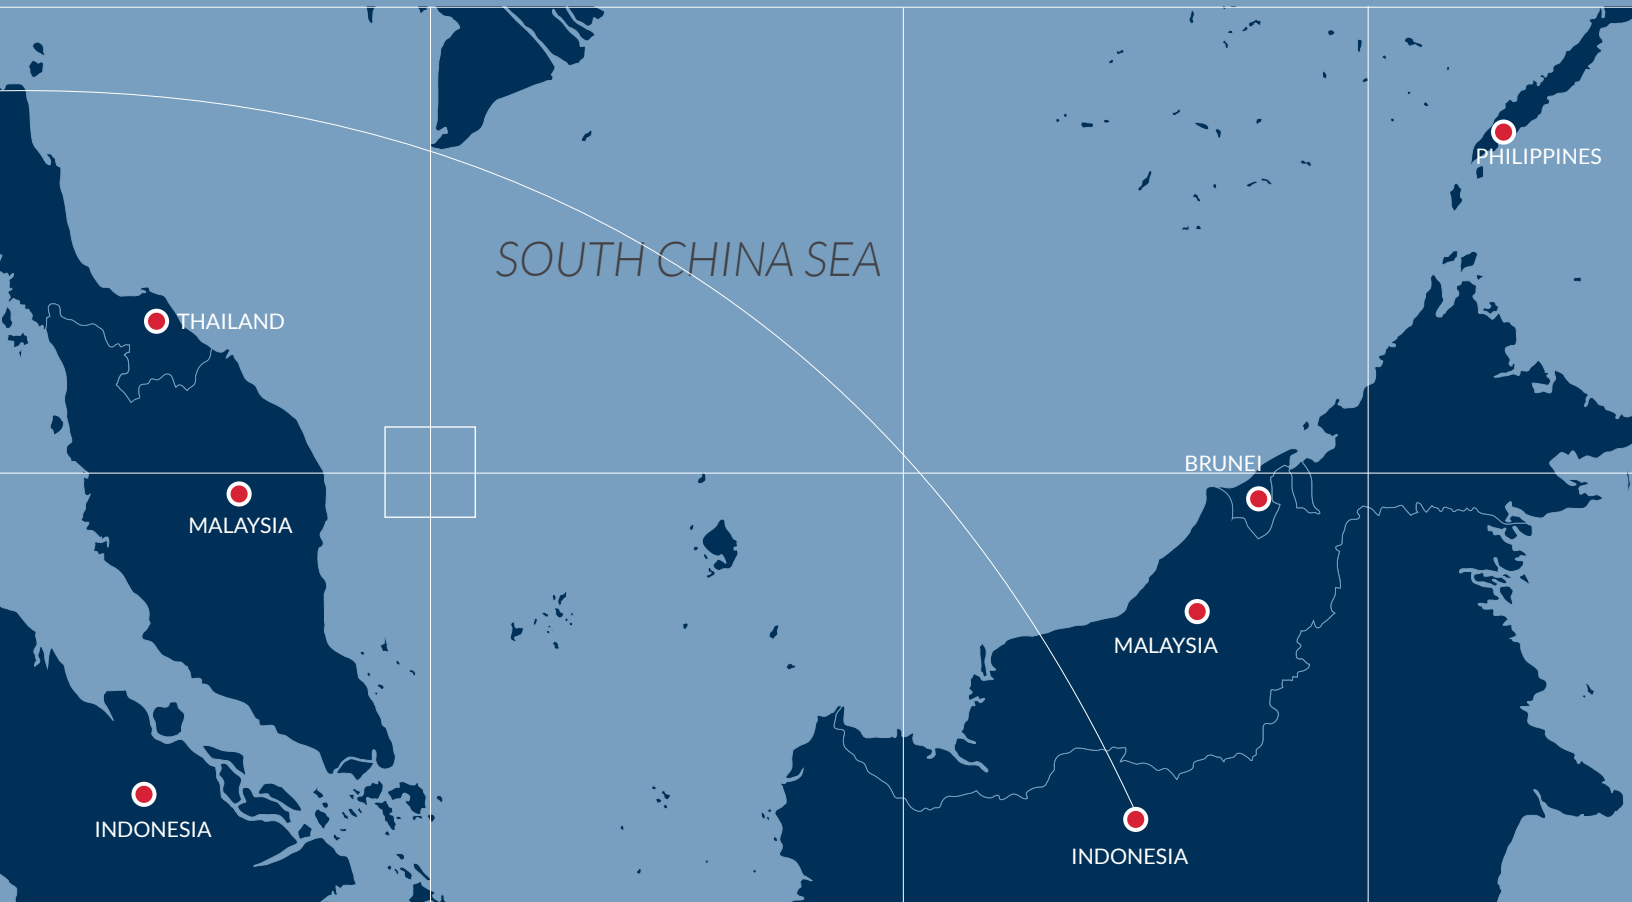 PHILIPPINES
SOUTH CHINA SEA
THAILAND
BRUNEI
MALAYSIA
MALAYSIA
INDONESIA
INDONESIA